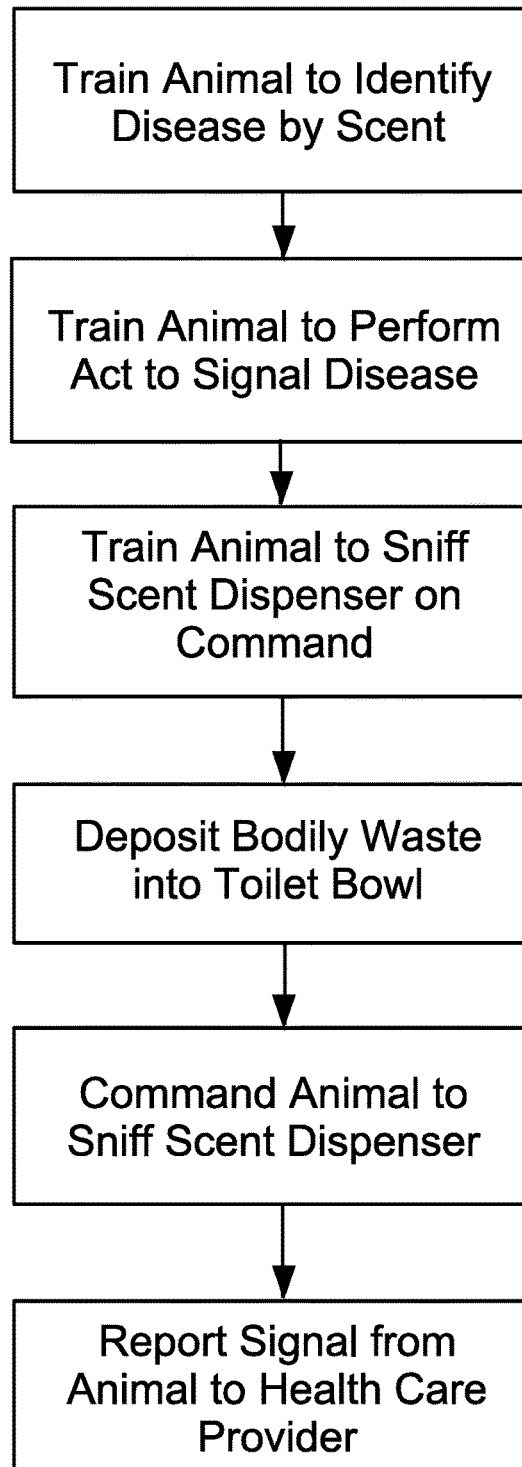 Train Animal to Identify
Disease by Scent
Train Animal to Perform
Act to Signal Disease
Train Animal to Sniff
Scent Dispenser on
Command
Deposit Bodily Waste
into Toilet Bowl
Command Animal to
Sniff Scent Dispenser
Report Signal from
Animal to Health Care
Provider